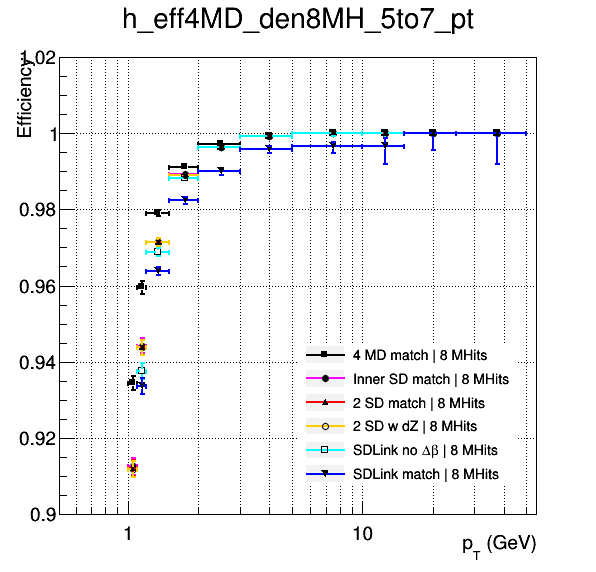 h_eff4MD_den8MH_5to7_pt
Efficiency
1.02
1
0.98
0.96
0.94
0.92
0.9
4 MD match | 8 MHits
Inner SD match | 8 MHits
2 SD match | 8 MHits
2 SD w dZ | 8 MHits
SDLink no Δβ | 8 MHits
SDLink match | 8 MHits
1
10
p_T (GeV)